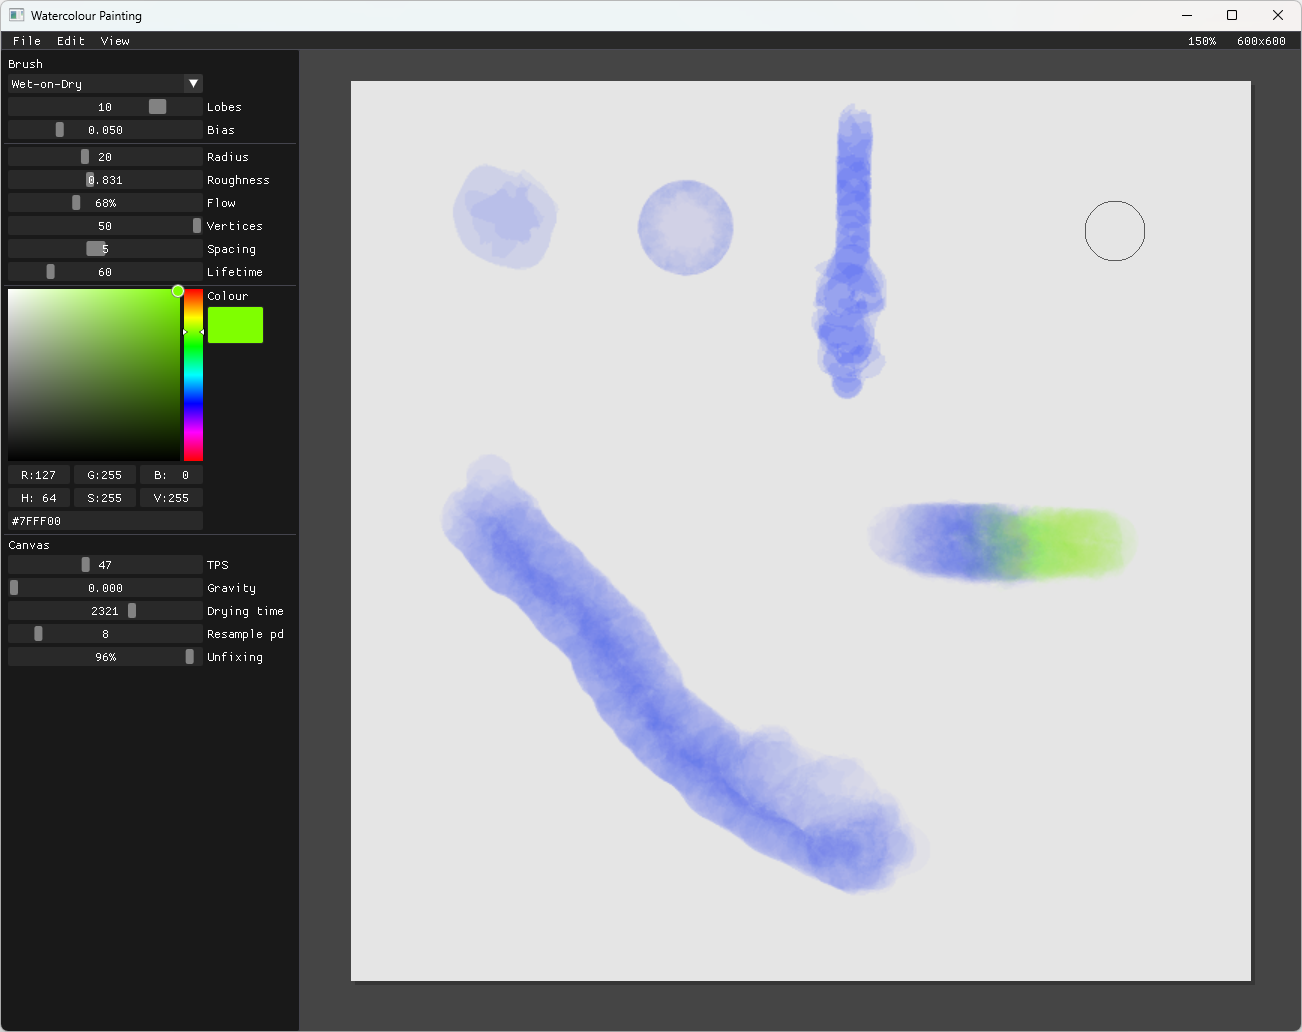 Watercolour Painting
File Edit View 150% 600x600
Brush
Wet-on-Dry
10 Lobes
0.050 Bias
20 Radius
0.831 Roughness
68% Flow
50 Vertices
5 Spacing
60 Lifetime
Colour
R:127 G:255 B: 0
H: 64 S:255 V:255
#7FFF00
Canvas
47 TPS
0.000 Gravity
2321 Drying time
8 Resample pd
96% Unfixing